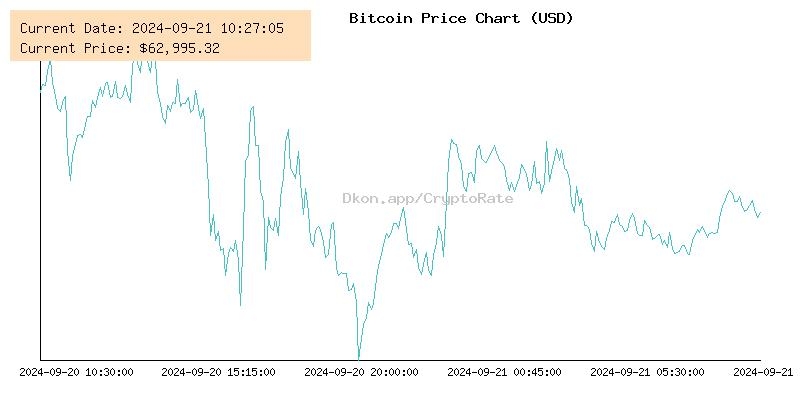 Bitcoin Price Chart (USD)
Current Date: 2024-09-21 10:27:05
Current Price: $62,995.32
Dkon.app/CryptoRate
2024-09-20 10:30:00 2024-09-20 15:15:00 2024-09-20 20:00:00 2024-09-21 00:45:00 2024-09-21 05:30:00 2024-09-21